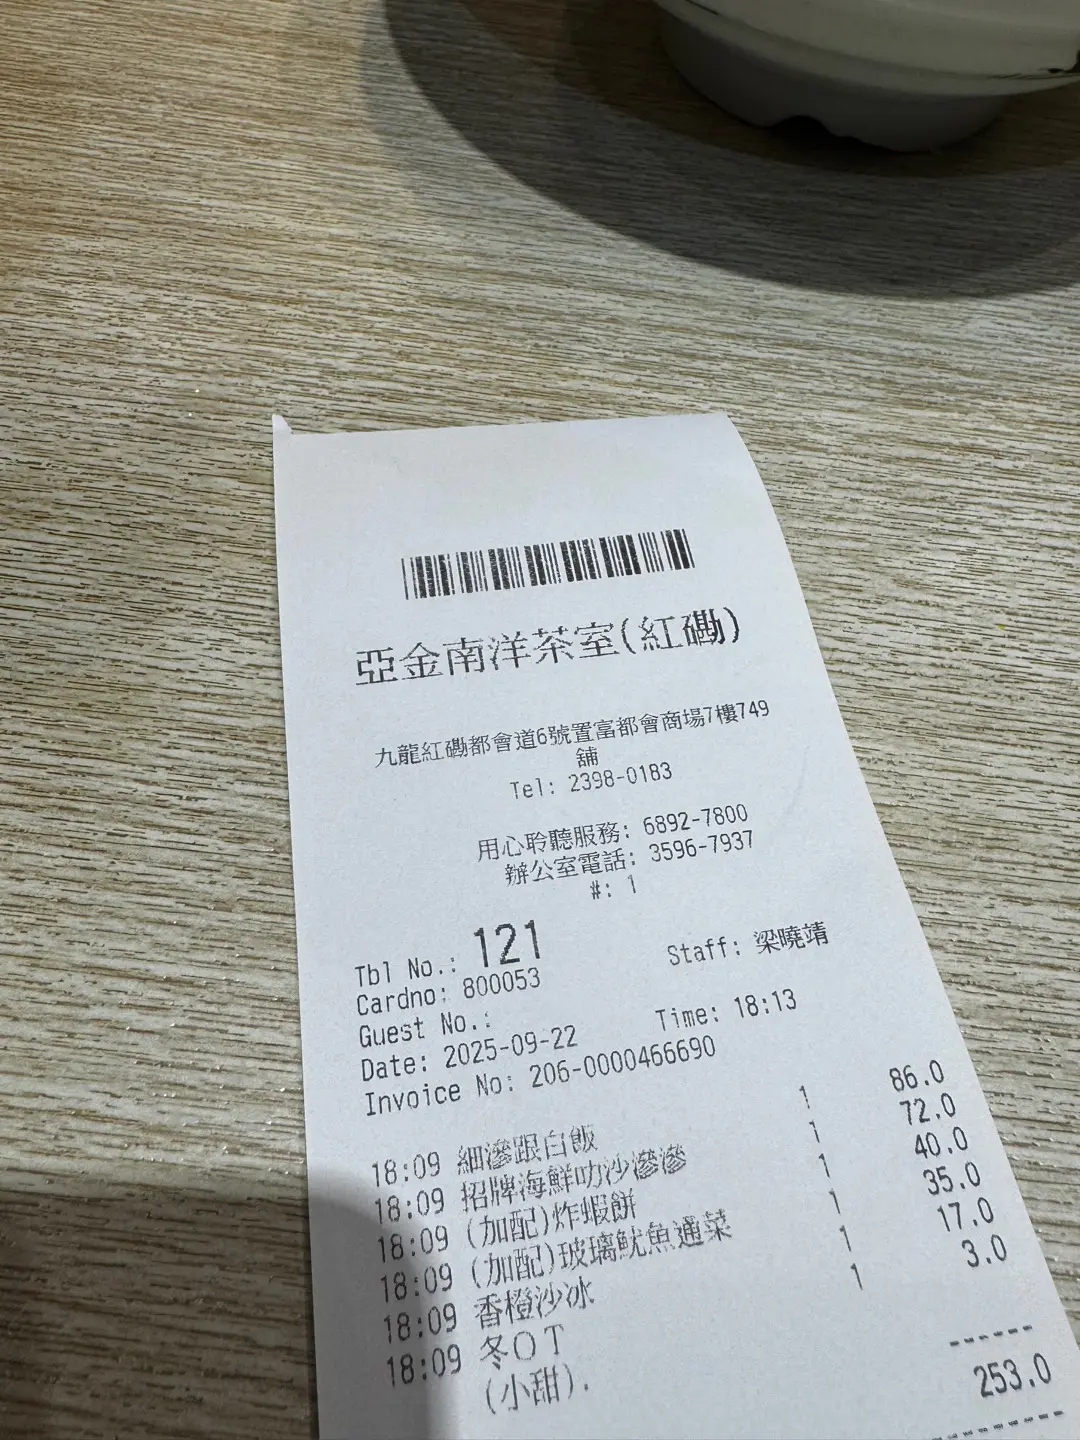 亞金南洋茶室(紅磡)
九龍紅磡都會道6號置富都會商場7樓749
舖
Tel: 2398-0183
用心聆聽服務: 6892-7800
辦公室電話: 3596-7937
#: 1
Tbl No.: 121 Staff: 梁曉靖
Cardno: 800053
Guest No.:
Date: 2025-09-22 Time: 18:13
Invoice No: 206-0000466690
18:09 細滲跟白飯 1 86.0
18:09 招牌海鮮叻沙滲滲 1 72.0
18:09 (加配)炸蝦餅 1 40.0
18:09 (加配)玻璃魷魚通菜 1 35.0
18:09 香橙沙冰 1 17.0
18:09 冬OT 1 3.0
(小甜).
------
253.0